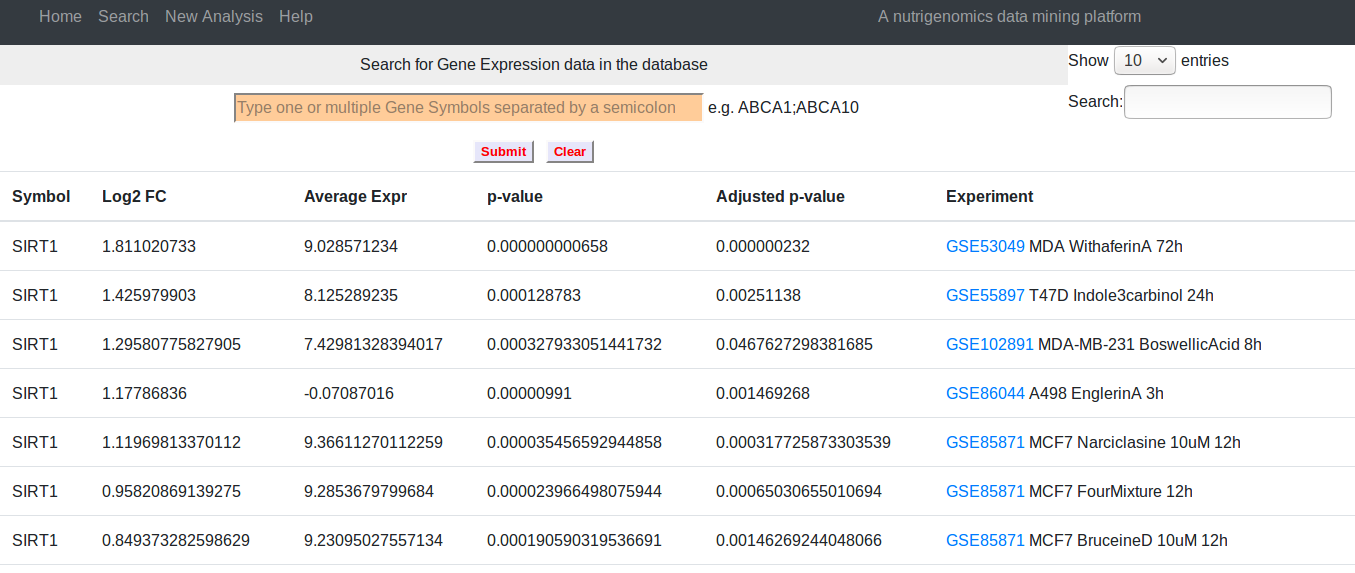 Home Search New Analysis Help A nutrigenomics data mining platform
Search for Gene Expression data in the database
Show 10 entries
Type one or multiple Gene Symbols separated by a semicolon e.g. ABCA1;ABCA10
Search:
Submit Clear
Symbol Log2 FC Average Expr p-value Adjusted p-value Experiment
SIRT1 1.811020733 9.028571234 0.000000000658 0.000000232 GSE53049 MDA WithaferinA 72h
SIRT1 1.425979903 8.125289235 0.000128783 0.00251138 GSE55897 T47D Indole3carbinol 24h
SIRT1 1.29580775827905 7.42981328394017 0.000327933051441732 0.0467627298381685 GSE102891 MDA-MB-231 BoswellicAcid 8h
SIRT1 1.17786836 -0.07087016 0.00000991 0.001469268 GSE86044 A498 EnglerinA 3h
SIRT1 1.11969813370112 9.36611270112259 0.000035456592944858 0.000317725873303539 GSE85871 MCF7 Narciclasine 10uM 12h
SIRT1 0.95820869139275 9.2853679799684 0.000023966498075944 0.00065030655010694 GSE85871 MCF7 FourMixture 12h
SIRT1 0.849373282598629 9.23095027557134 0.000190590319536691 0.00146269244048066 GSE85871 MCF7 BruceineD 10uM 12h